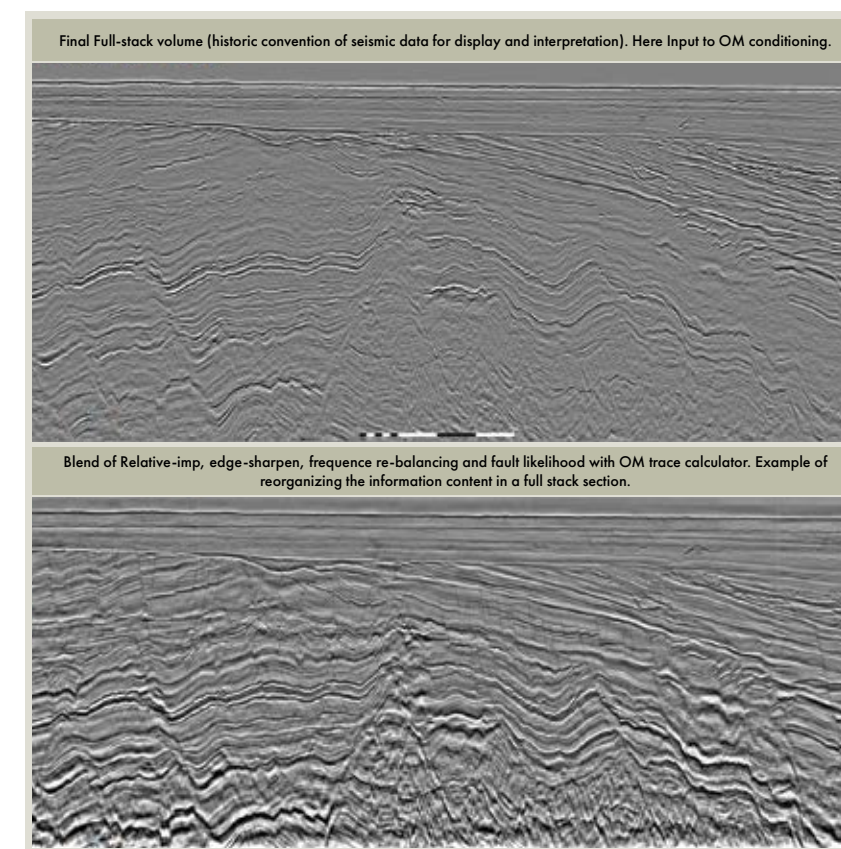 Final Full-stack volume (historic convention of seismic data for display and interpretation). Here Input to OM conditioning.
Blend of Relative-imp, edge-sharpen, frequence re-balancing and fault likelihood with OM trace calculator. Example of
reorganizing the information content in a full stack section.